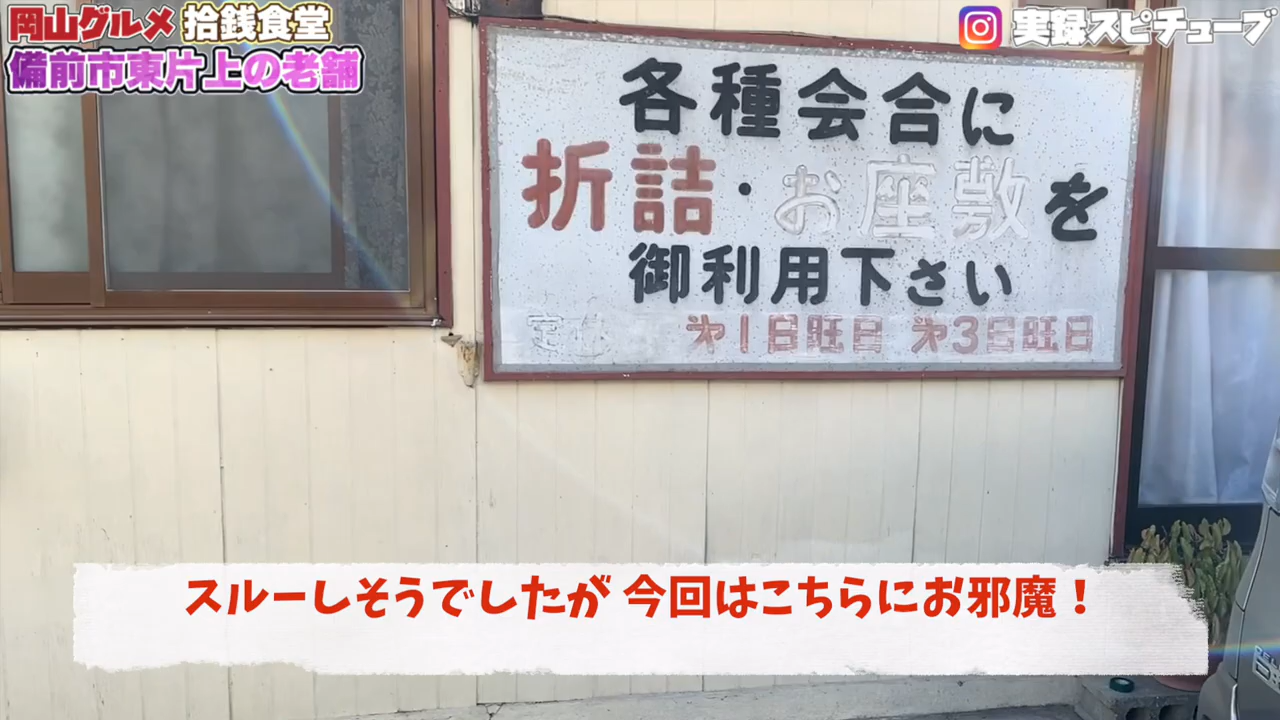 岡山グルメ 拾銭食堂
備前市東片上の老舗
実録スピチューブ
各種会合に
折詰・お座敷を
御利用下さい
定休 第1日曜日 第3日曜日
スルーしそうでしたが 今回はこちらにお邪魔！